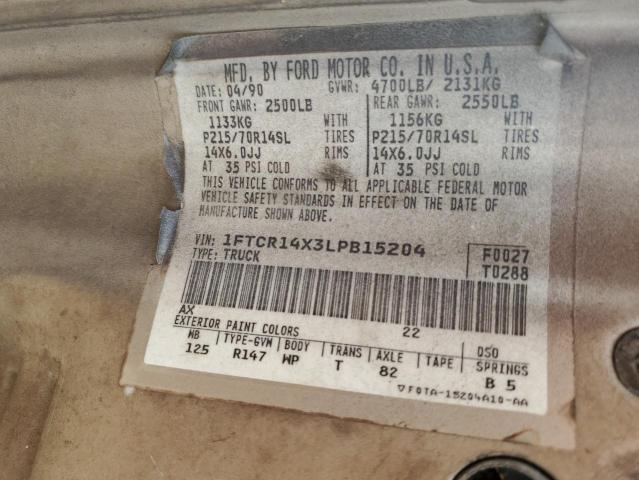 MFD. BY FORD MOTOR CO. IN U.S.A.
DATE: 04/90 GVWR: 4700LB/ 2131KG
FRONT GAWR: 2500LB REAR GAWR: 2550LB
1133KG WITH 1156KG WITH
P215/70R14SL TIRES P215/70R14SL TIRES
14X6.0JJ RIMS 14X6.0JJ RIMS
AT 35 PSI COLD AT 35 PSI COLD
THIS VEHICLE CONFORMS TO ALL APPLICABLE FEDERAL MOTOR
VEHICLE SAFETY STANDARDS IN EFFECT ON THE DATE OF
MANUFACTURE SHOWN ABOVE.
VIN: 1FTCR14X3LPB15204 F0027
TYPE: TRUCK T0288
AX 22
EXTERIOR PAINT COLORS DSO
WB TYPE-GVM BODY TRANS AXLE TAPE SPRINGS
125 R147 WP T 82 B 5
▽F0TA-15204A10-AA